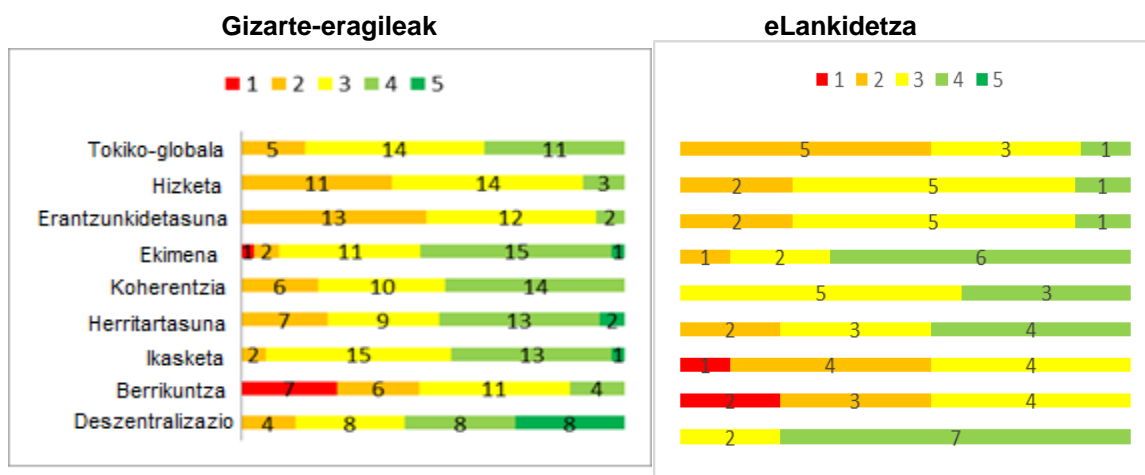 Gizarte-eragileak
1 2 3 4 5
Tokiko-globala 5 14 11
Hizketa 11 14 3
Erantzunkidetasuna 13 12 2
Ekimena 1 2 11 15 1
Koherentzia 6 10 14
Herritartasuna 7 9 13 2
Ikasketa 2 15 13 1
Berrikuntza 7 6 11 4
Deszentralizazio 4 8 8 8
eLankidetza
1 2 3 4 5
5 3 1
2 5 1
2 5 1
1 2 6
5 3
2 3 4
1 4 4
2 3 4
2 7